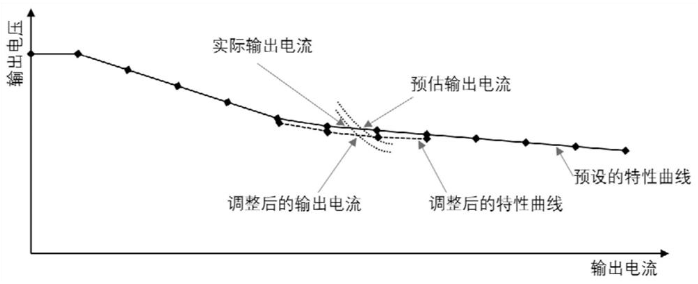 输出电压
实际输出电流
预估输出电流
调整后的输出电流
调整后的特性曲线
预设的特性曲线
输出电流